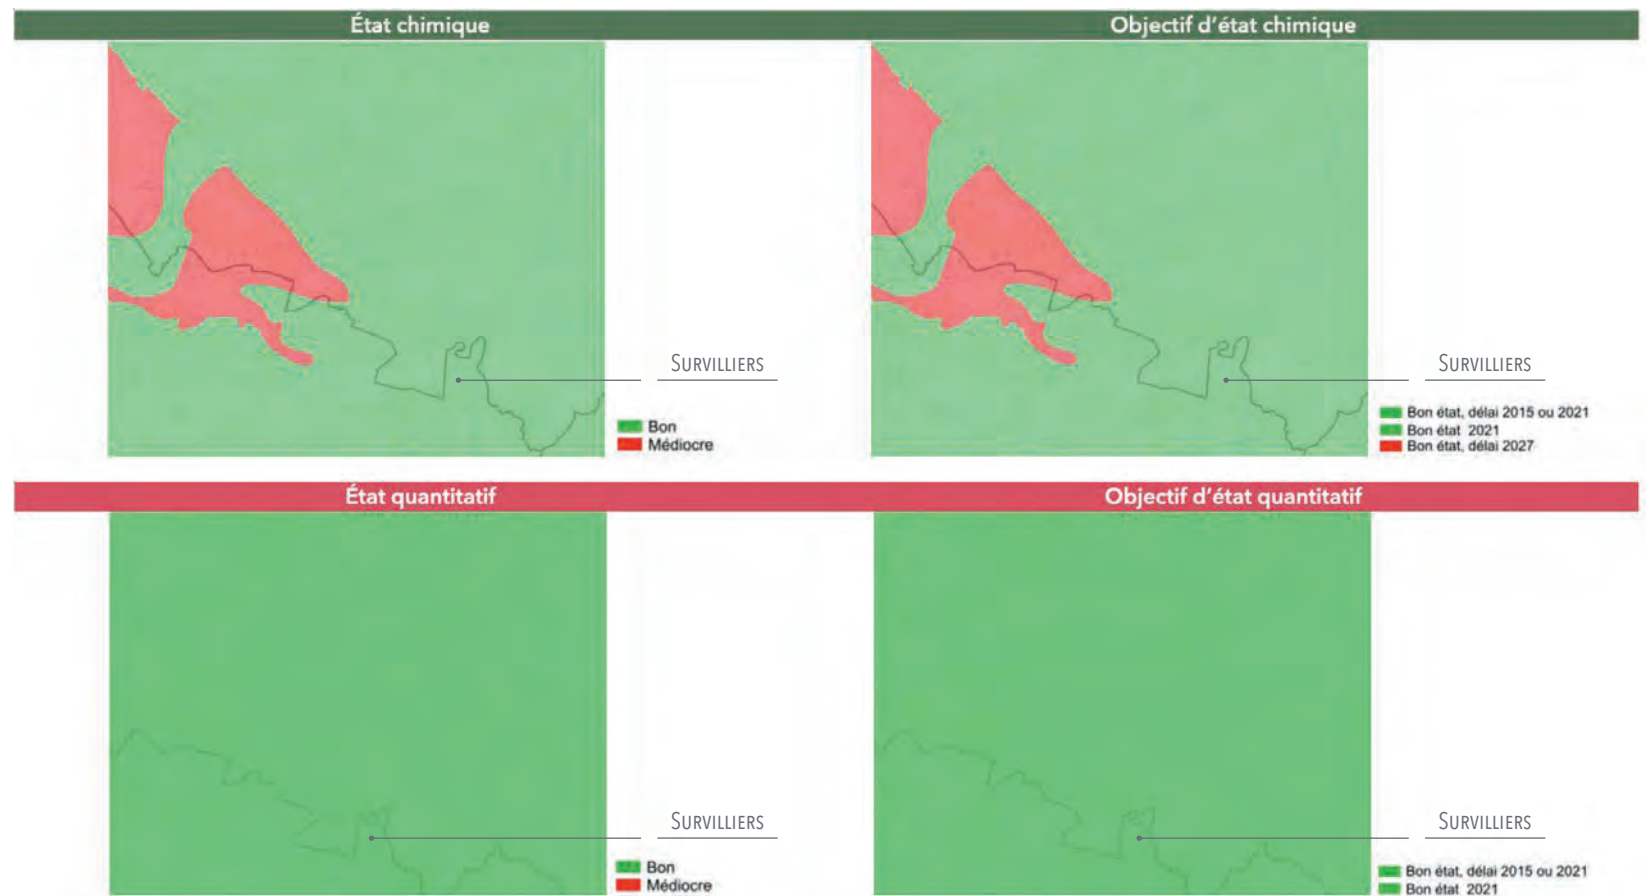 État chimique
Objectif d'état chimique
SURVILLIERS
Bon
Médiocre
SURVILLIERS
Bon état, délai 2015 ou 2021
Bon état 2021
Bon état, délai 2027
État quantitatif
Objectif d'état quantitatif
SURVILLIERS
Bon
Médiocre
SURVILLIERS
Bon état, délai 2015 ou 2021
Bon état 2021